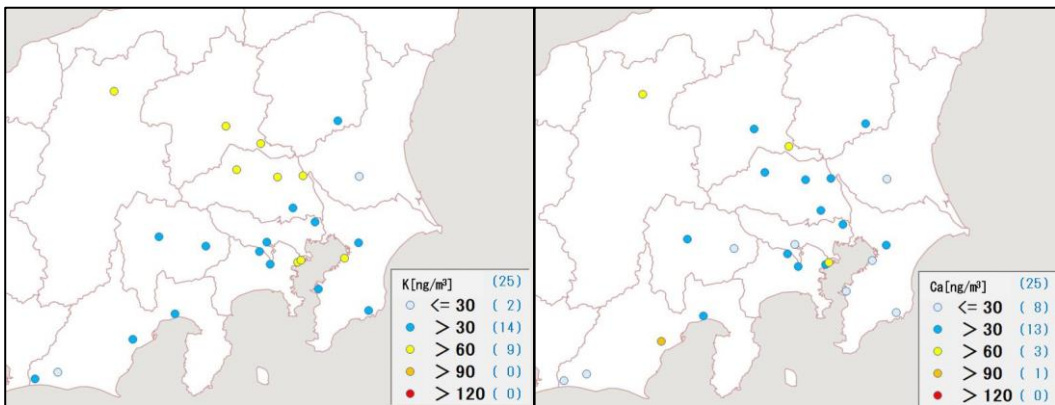 K[ng/m³] (25)
<= 30 ( 2)
> 30 (14)
> 60 ( 9)
> 90 ( 0)
> 120 ( 0)
Ca[ng/m³] (25)
<= 30 ( 8)
> 30 (13)
> 60 ( 3)
> 90 ( 1)
> 120 ( 0)